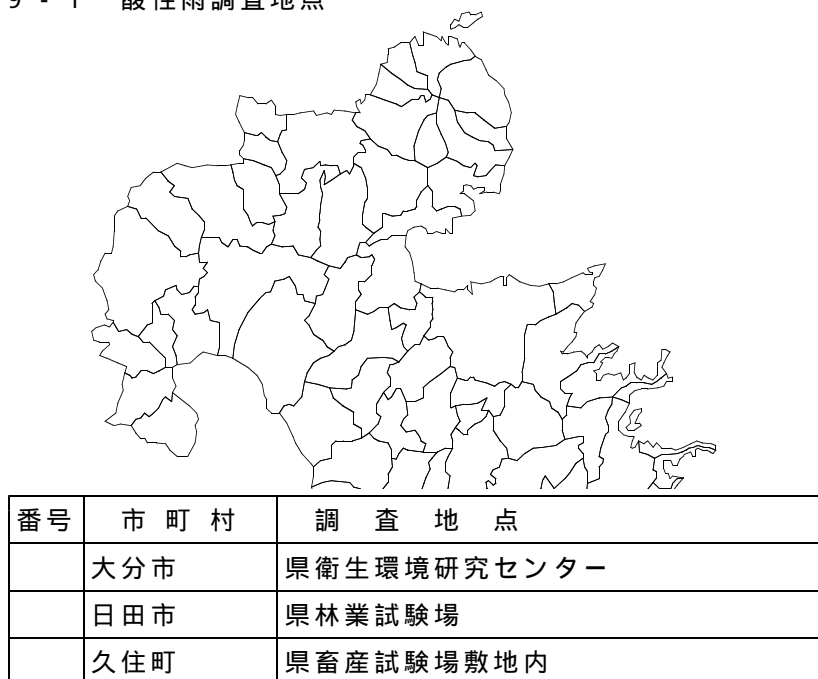 9-1 酸性雨調査地点
番号 市町村 調査地点
大分市 県衛生環境研究センター
日田市 県林業試験場
久住町 県畜産試験場敷地内